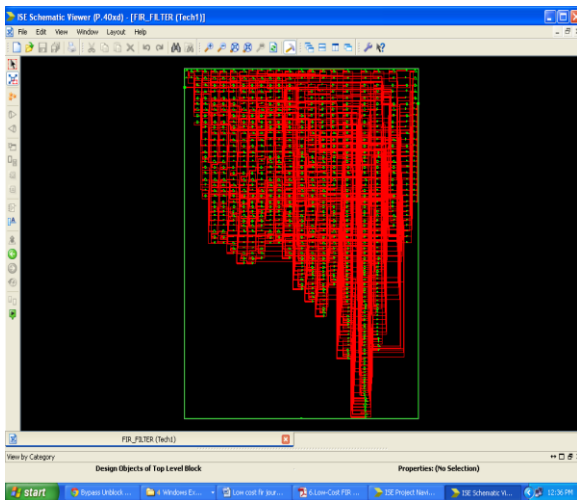 ISE Schematic Viewer (P.40xd) - [FIR_FILTER (Tech1)]
File Edit View Window Layout Help
FIR_FILTER (Tech1)
View by Category
Design Objects of Top Level Block
Properties: (No Selection)
start
Bypass Unblock ...
4 Windows Ex...
Low cost fir jour...
6.Low-Cost FIR ...
ISE Project Navi...
ISE Schematic Vi...
12:36 PM